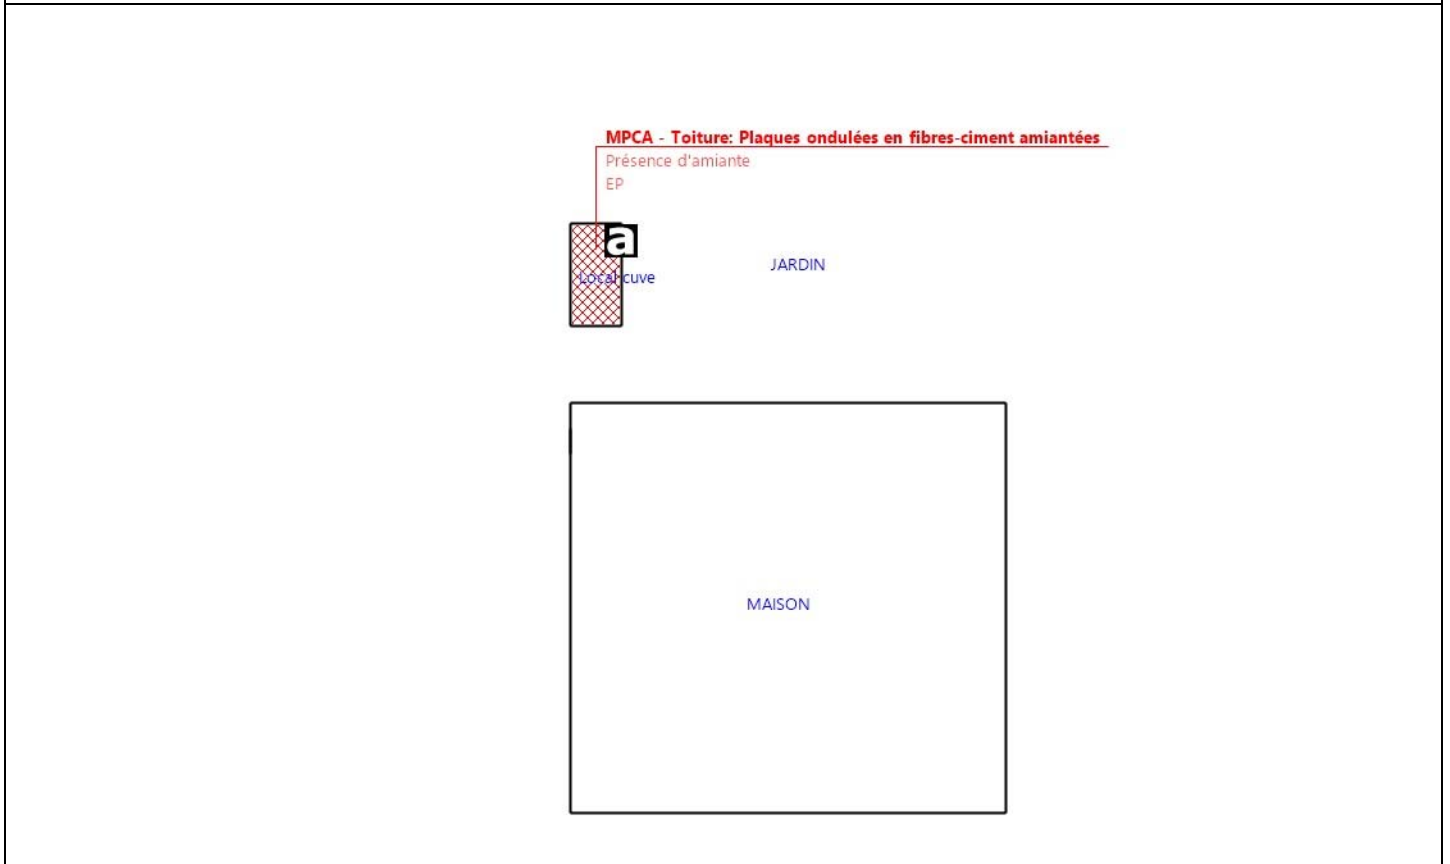 MPCA - Toiture: Plaques ondulées en fibres-ciment amiantées
Présence d'amiante
EP
a
JARDIN
Local cuve
MAISON